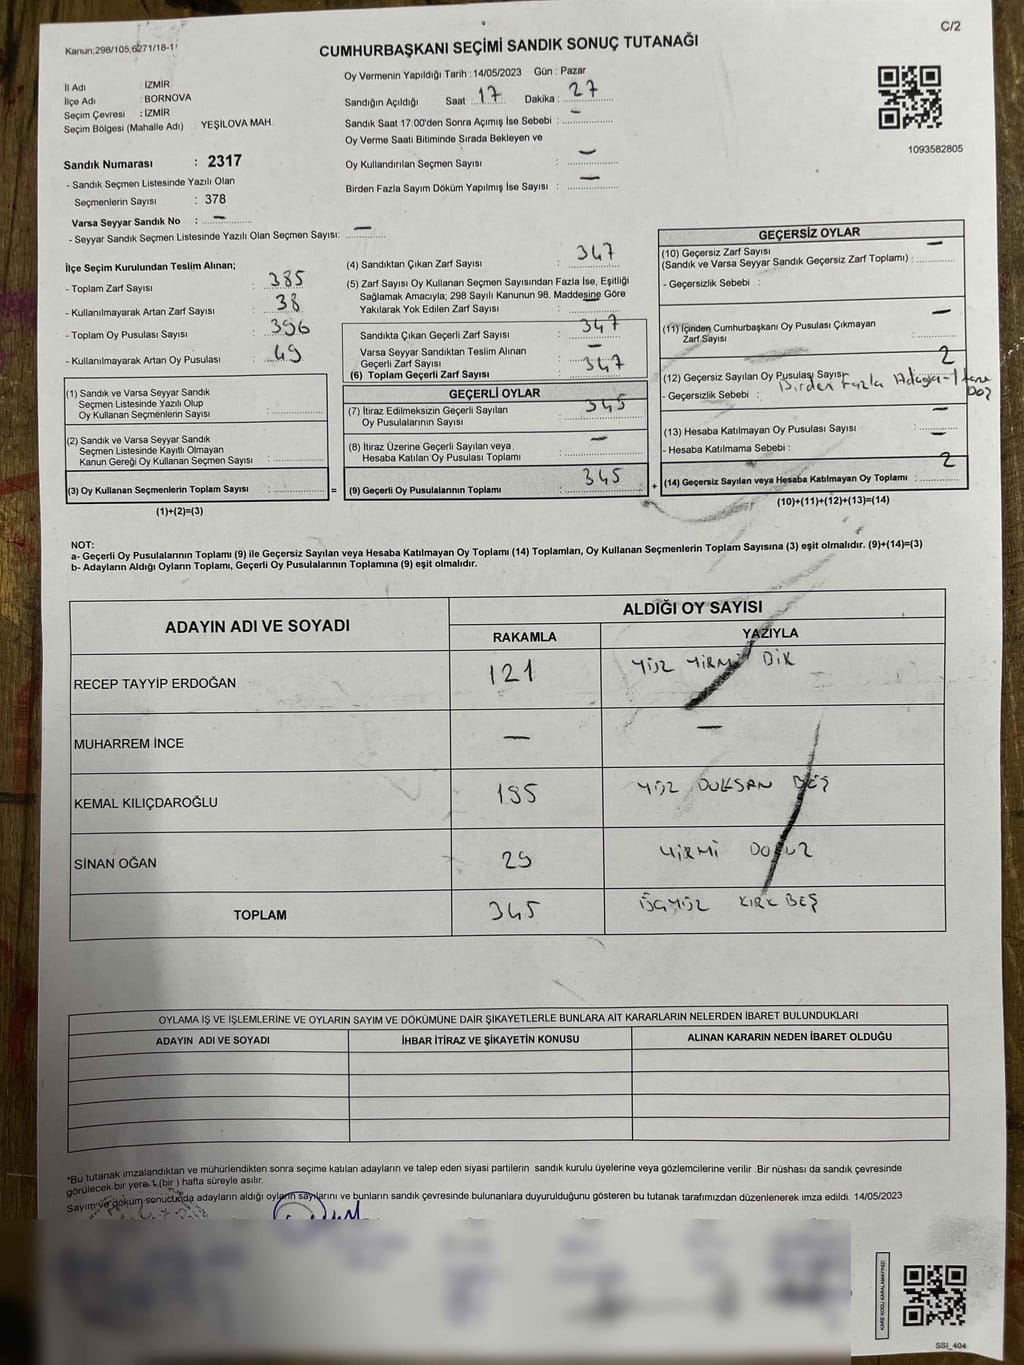 Kanun;298/105,6271/18-1
C/2
CUMHURBAŞKANI SEÇİMİ SANDIK SONUÇ TUTANAĞI
İl Adı : İZMİR
İlçe Adı : BORNOVA
Seçim Çevresi : İZMİR
Seçim Bölgesi (Mahalle Adı) : YEŞİLOVA MAH.
Sandık Numarası : 2317
- Sandık Seçmen Listesinde Yazılı Olan
Seçmenlerin Sayısı : 378
Varsa Seyyar Sandık No : —
- Seyyar Sandık Seçmen Listesinde Yazılı Olan Seçmen Sayısı: —
Oy Vermenin Yapıldığı Tarih : 14/05/2023 Gün : Pazar
Sandığın Açıldığı Saat 17 Dakika : 27
Sandık Saat 17:00'den Sonra Açımış İse Sebebi : —
Oy Verme Saati Bitiminde Sırada Bekleyen ve
Oy Kullandırılan Seçmen Sayısı : —
Birden Fazla Sayım Döküm Yapılmış İse Sayısı : —
1093582805
İlçe Seçim Kurulundan Teslim Alınan;
- Toplam Zarf Sayısı : 385
- Kullanılmayarak Artan Zarf Sayısı : 38
- Toplam Oy Pusulası Sayısı : 396
- Kullanılmayarak Artan Oy Pusulası : 49
(1) Sandık ve Varsa Seyyar Sandık
Seçmen Listesinde Yazılı Olup
Oy Kullanan Seçmenlerin Sayısı :
(2) Sandık ve Varsa Seyyar Sandık
Seçmen Listesinde Kayıtlı Olmayan
Kanun Gereği Oy Kullanan Seçmen Sayısı :
(3) Oy Kullanan Seçmenlerin Toplam Sayısı : =
(1)+(2)=(3)
(4) Sandıktan Çıkan Zarf Sayısı : 347
(5) Zarf Sayısı Oy Kullanan Seçmen Sayısından Fazla İse, Eşitliği
Sağlamak Amacıyla; 298 Sayılı Kanunun 98. Maddesine Göre
Yakılarak Yok Edilen Zarf Sayısı : —
Sandıkta Çıkan Geçerli Zarf Sayısı : 347
Varsa Seyyar Sandıktan Teslim Alınan
Geçerli Zarf Sayısı : —
(6) Toplam Geçerli Zarf Sayısı : 347
GEÇERLİ OYLAR
(7) İtiraz Edilmeksizin Geçerli Sayılan
Oy Pusulalarının Sayısı : 345
(8) İtiraz Üzerine Geçerli Sayılan ve
Hesaba Katılan Oy Pusulası Toplamı : —
(9) Geçerli Oy Pusulalarının Toplamı : 345 +
GEÇERSİZ OYLAR
(10) Geçersiz Zarf Sayısı —
(Sandık ve Varsa Seyyar Sandık Geçersiz Zarf Toplamı) :
- Geçersizlik Sebebi :
(11) İçinden Cumhurbaşkanı Oy Pusulası Çıkmayan —
Zarf Sayısı :
(12) Geçersiz Sayılan Oy Pusulası Sayısı 2
Birden Fazla Adaya-1 tane
- Geçersizlik Sebebi :
(13) Hesaba Katılmayan Oy Pusulası Sayısı : —
- Hesaba Katılmama Sebebi : —
(14) Geçersiz Sayılan veya Hesaba Katılmayan Oy Toplamı : 2
(10)+(11)+(12)+(13)=(14)
NOT:
a- Geçerli Oy Pusulalarının Toplamı (9) ile Geçersiz Sayılan veya Hesaba Katılmayan Oy Toplamı (14) Toplamları, Oy Kullanan Seçmenlerin Toplam Sayısına (3) eşit olmalıdır. (9)+(14)=(3)
b- Adayların Aldığı Oyların Toplamı, Geçerli Oy Pusulalarının Toplamına (9) eşit olmalıdır.
ADAYIN ADI VE SOYADI
ALDIĞI OY SAYISI
RAKAMLA YAZIYLA
RECEP TAYYİP ERDOĞAN 121 YÜZ YİRMİ BİR
MUHARREM İNCE — —
KEMAL KILIÇDAROĞLU 195 YÜZ DOKSAN BEŞ
SİNAN OĞAN 29 YİRMİ DOKUZ
TOPLAM 345 ÜÇYÜZ KIRK BEŞ
OYLAMA İŞ VE İŞLEMLERİNE VE OYLARIN SAYIM VE DÖKÜMÜNE DAİR ŞİKAYETLERLE BUNLARA AİT KARARLARIN NELERDEN İBARET BULUNDUKLARI
ADAYIN ADI VE SOYADI İHBAR İTİRAZ VE ŞİKAYETİN KONUSU ALINAN KARARIN NEDEN İBARET OLDUĞU
*Bu tutanak imzalandıktan ve mühürlendikten sonra seçime katılan adayların ve talep eden siyasi partilerin sandık kurulu üyelerine veya gözlemcilerine verilir .Bir nüshası da sandık çevresinde
görülecek bir yere 1 (bir ) hafta süreyle asılır.
Sayım ve döküm sonucunda adayların aldığı oyların sayılarını ve bunların sandık çevresinde bulunanlara duyurulduğunu gösteren bu tutanak tarafımızdan düzenlenerek imza edildi. 14/05/2023
KARE KODU KARALAMAYINIZ!
SSI_404